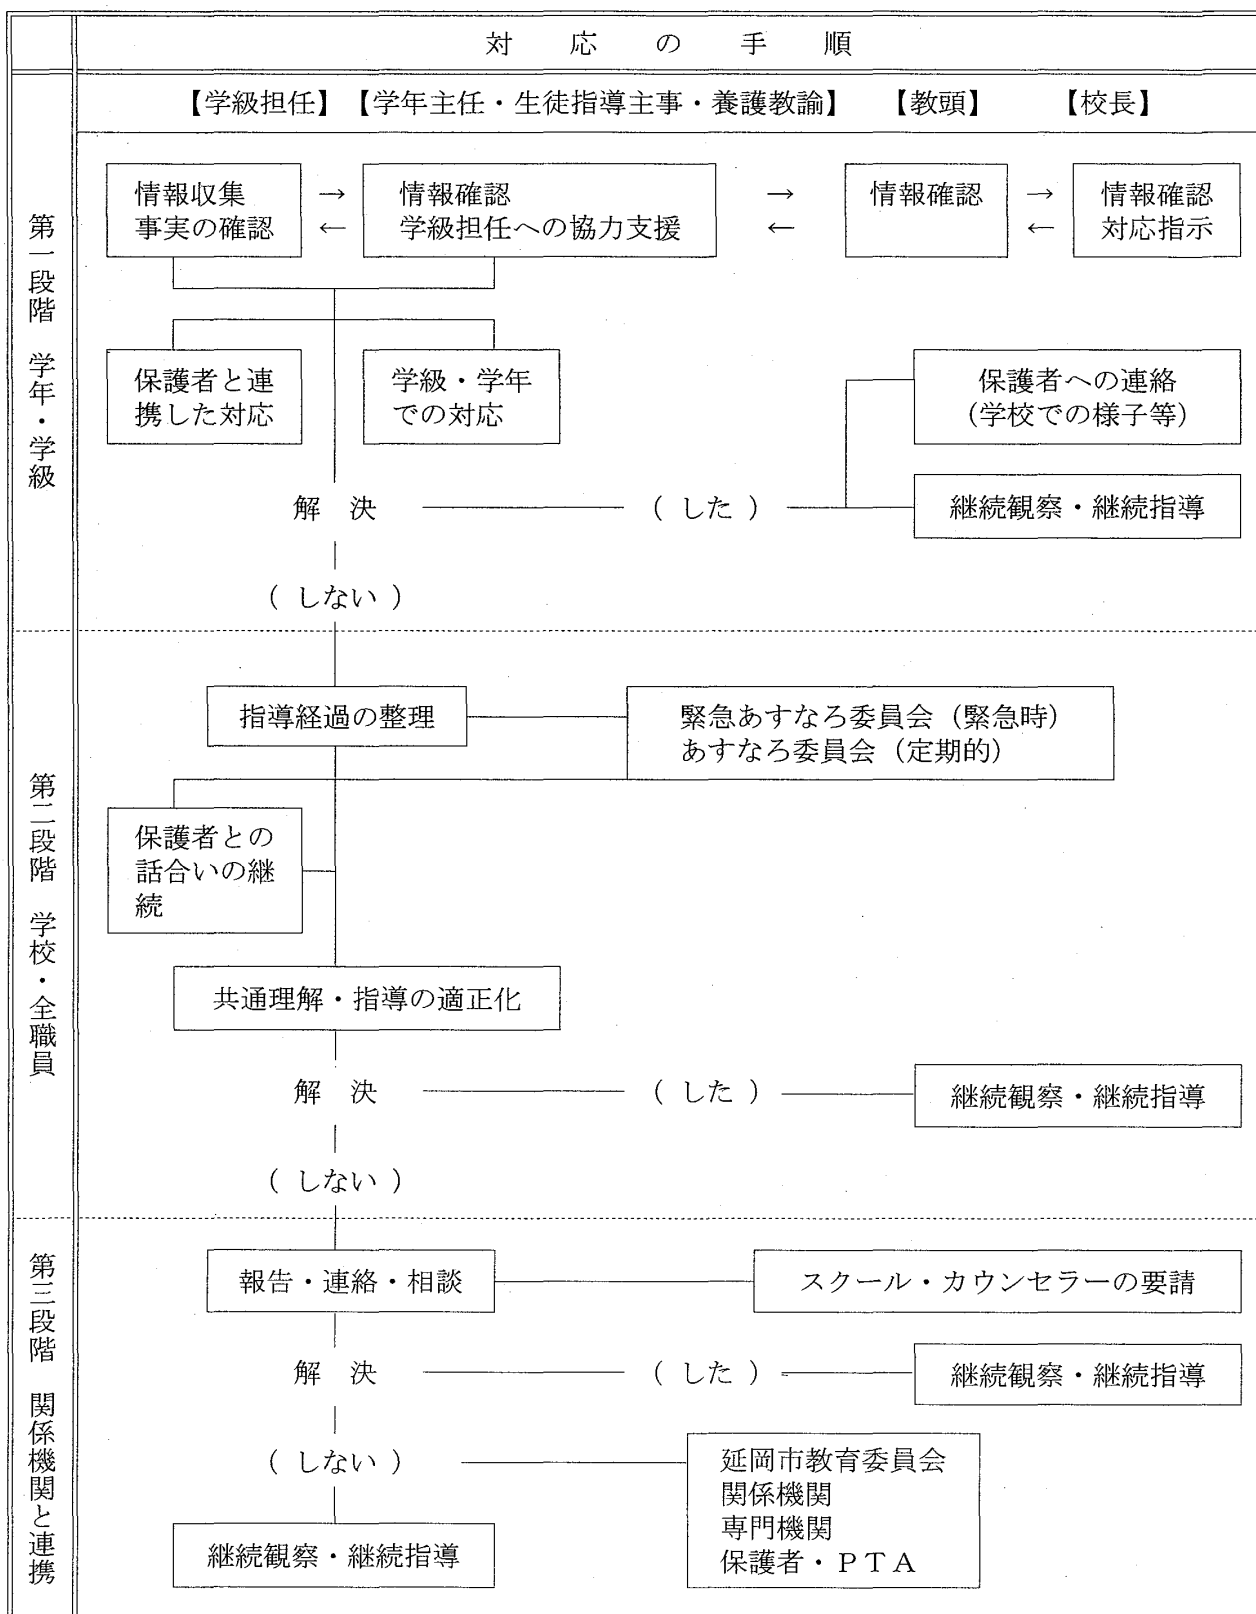 対応の手順
【学級担任】【学年主任・生徒指導主事・養護教諭】【教頭】【校長】
第一段階 学年・学級
情報収集
事実の確認
→
←
情報確認
学級担任への協力支援
→
←
情報確認
→
←
情報確認
対応指示
保護者と連
携した対応
学級・学年
での対応
保護者への連絡
(学校での様子等)
解決
(した)
継続観察・継続指導
(しない)
第二段階 学校・全職員
指導経過の整理
緊急あすなろ委員会(緊急時)
あすなろ委員会(定期的)
保護者との
話合いの継
続
共通理解・指導の適正化
解決
(した)
継続観察・継続指導
(しない)
第三段階 関係機関と連携
報告・連絡・相談
スクール・カウンセラーの要請
解決
(した)
継続観察・継続指導
(しない)
延岡市教育委員会
関係機関
専門機関
保護者・PTA
継続観察・継続指導